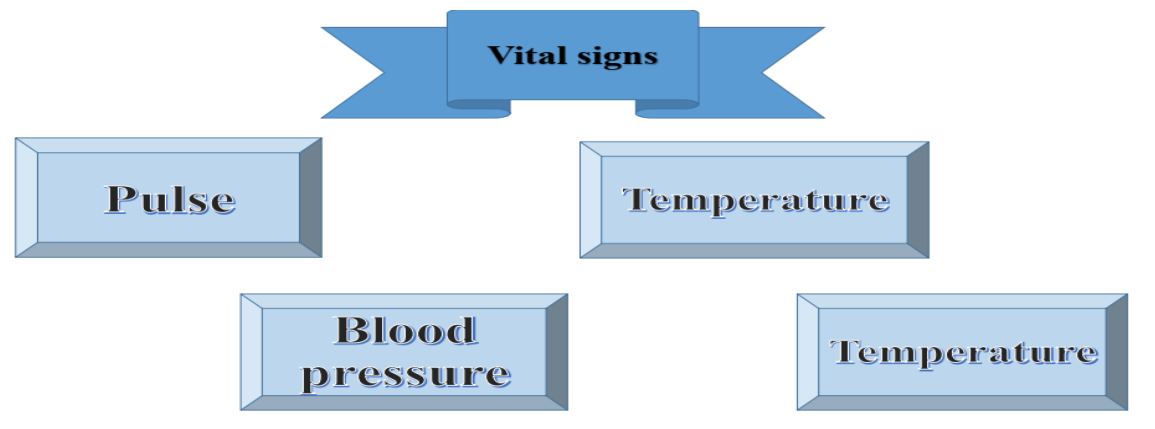 Vital signs
Pulse
Temperature
Blood
pressure
Temperature